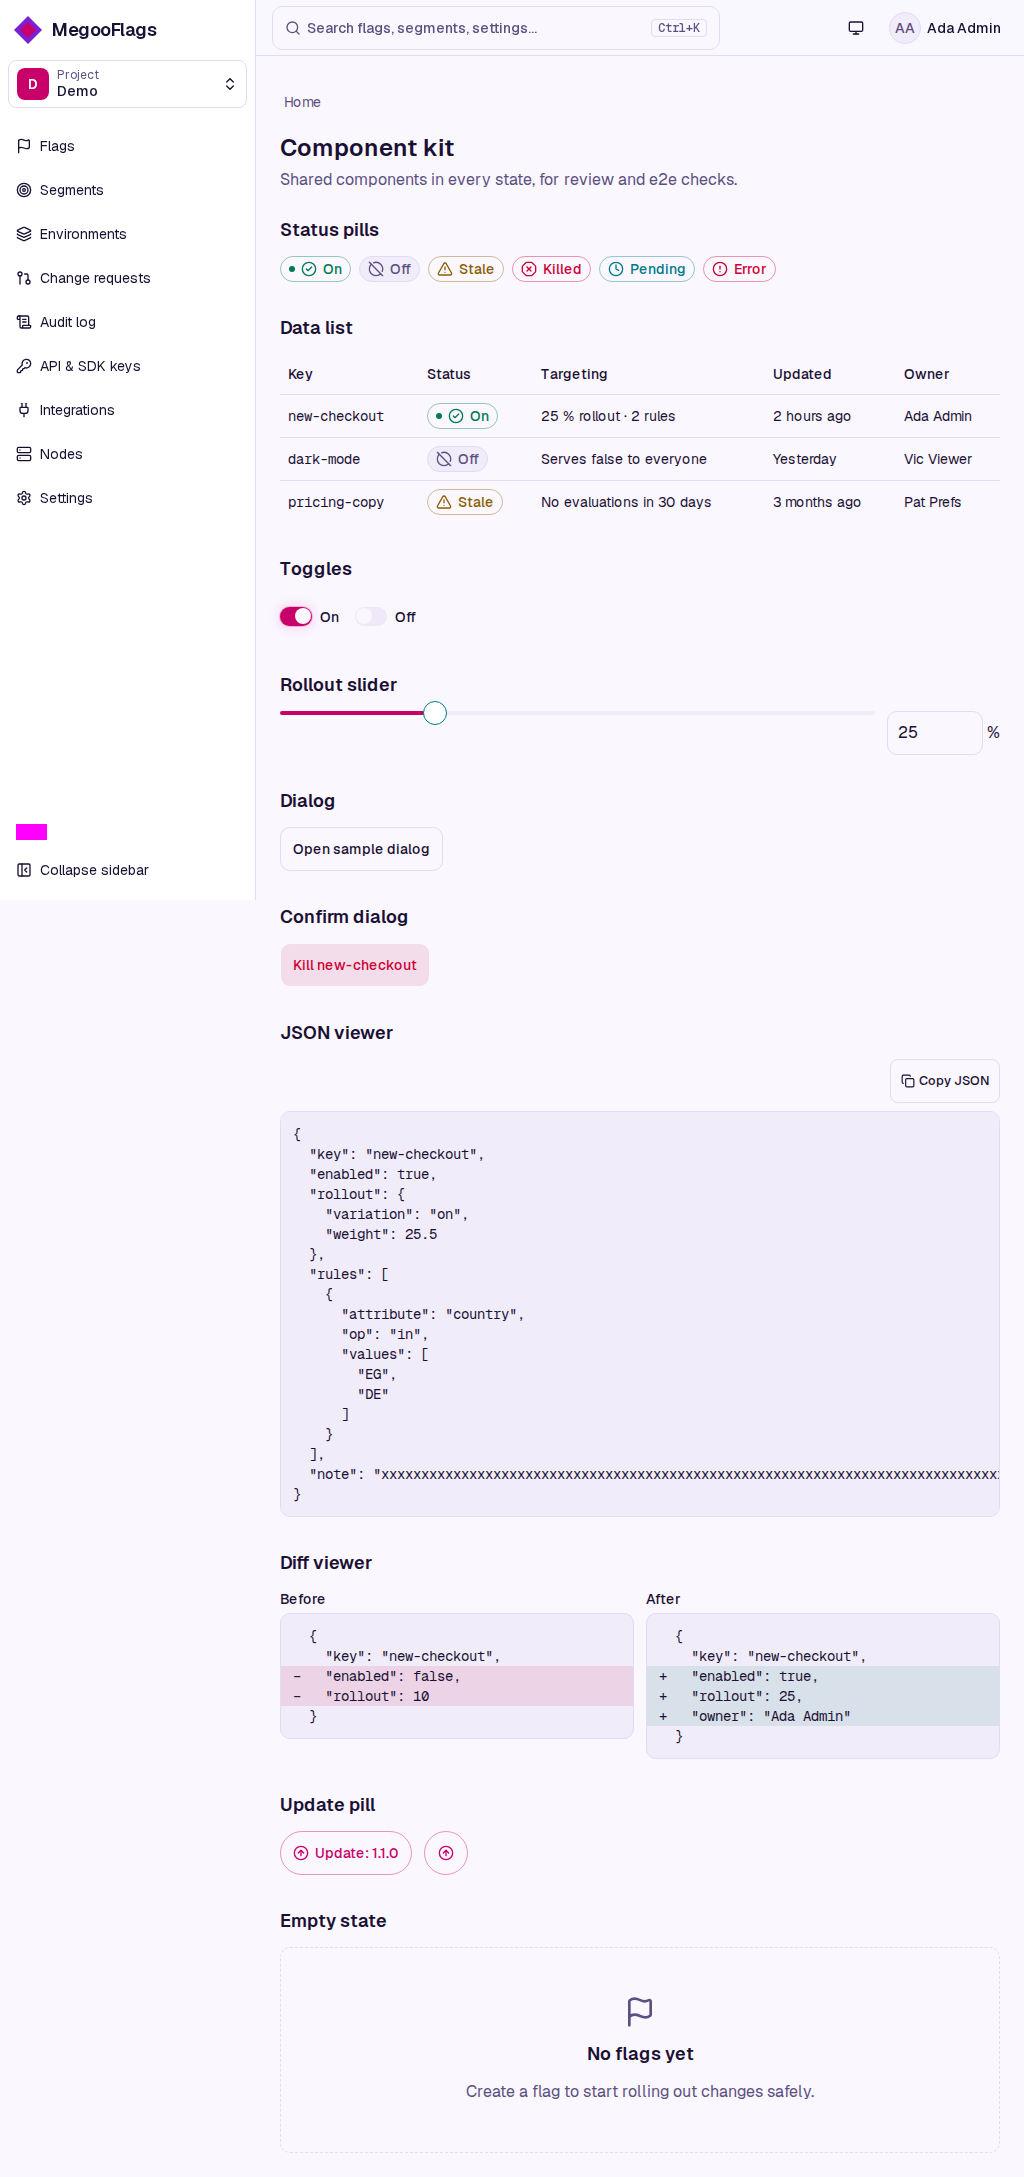 MegooFlags
Search flags, segments, settings...
Ctrl+K
AA
Ada Admin
D
Project
Demo
Flags
Segments
Environments
Change requests
Audit log
API & SDK keys
Integrations
Nodes
Settings
Collapse sidebar
Home
Component kit
Shared components in every state, for review and e2e checks.
Status pills
On
Off
Stale
Killed
Pending
Error
Data list
Key Status Targeting Updated Owner
new-checkout On 25 % rollout · 2 rules 2 hours ago Ada Admin
dark-mode Off Serves false to everyone Yesterday Vic Viewer
pricing-copy Stale No evaluations in 30 days 3 months ago Pat Prefs
Toggles
On
Off
Rollout slider
25 %
Dialog
Open sample dialog
Confirm dialog
Kill new-checkout
JSON viewer
Copy JSON
{
"key": "new-checkout",
"enabled": true,
"rollout": {
"variation": "on",
"weight": 25.5
},
"rules": [
{
"attribute": "country",
"op": "in",
"values": [
"EG",
"DE"
]
}
],
"note":
}
Diff viewer
Before
{
"key": "new-checkout",
- "enabled": false,
- "rollout": 10
}
After
{
"key": "new-checkout",
+ "enabled": true,
+ "rollout": 25,
+ "owner": "Ada Admin"
}
Update pill
Update: 1.1.0
Empty state
No flags yet
Create a flag to start rolling out changes safely.